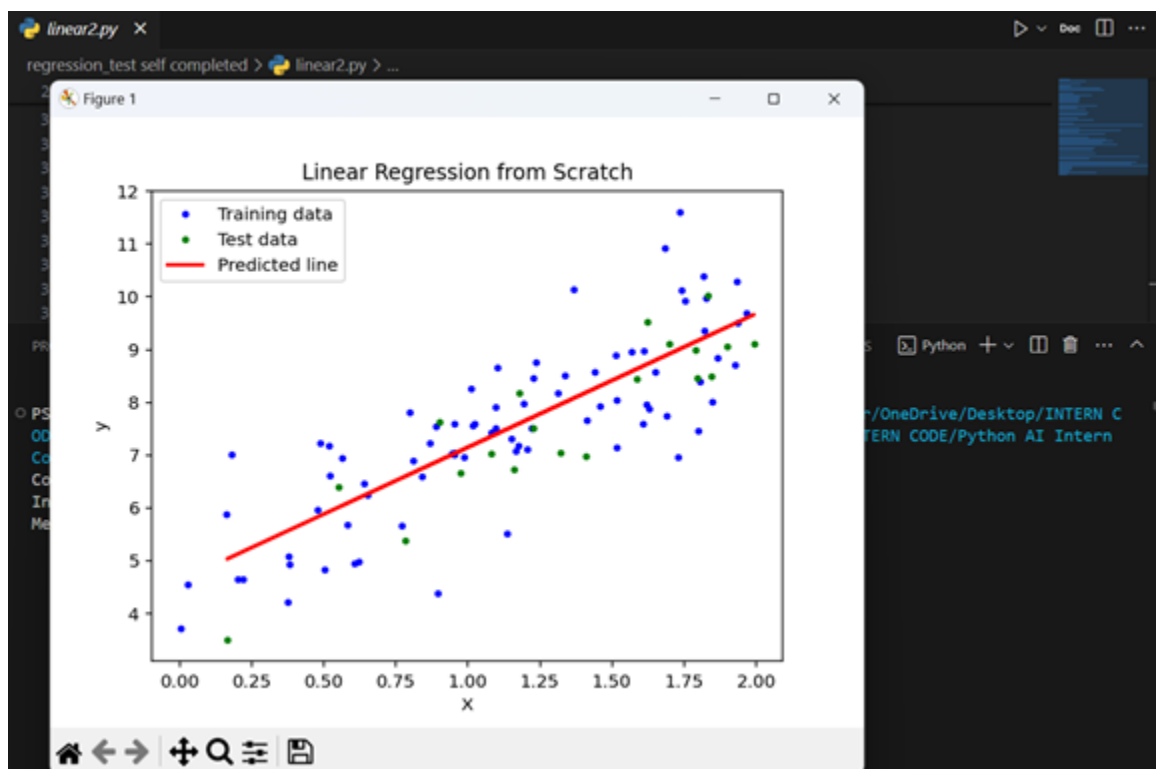 linear2.py
Doc
regression_test self completed > linear2.py > ...
Figure 1
Linear Regression from Scratch
Training data
Test data
Predicted line
12
11
10
9
8
7
6
5
4
y
0.00 0.25 0.50 0.75 1.00 1.25 1.50 1.75 2.00
X
Python
PS
r/OneDrive/Desktop/INTERN C
OD
TERN CODE/Python AI Intern
Co
Co
In
Me